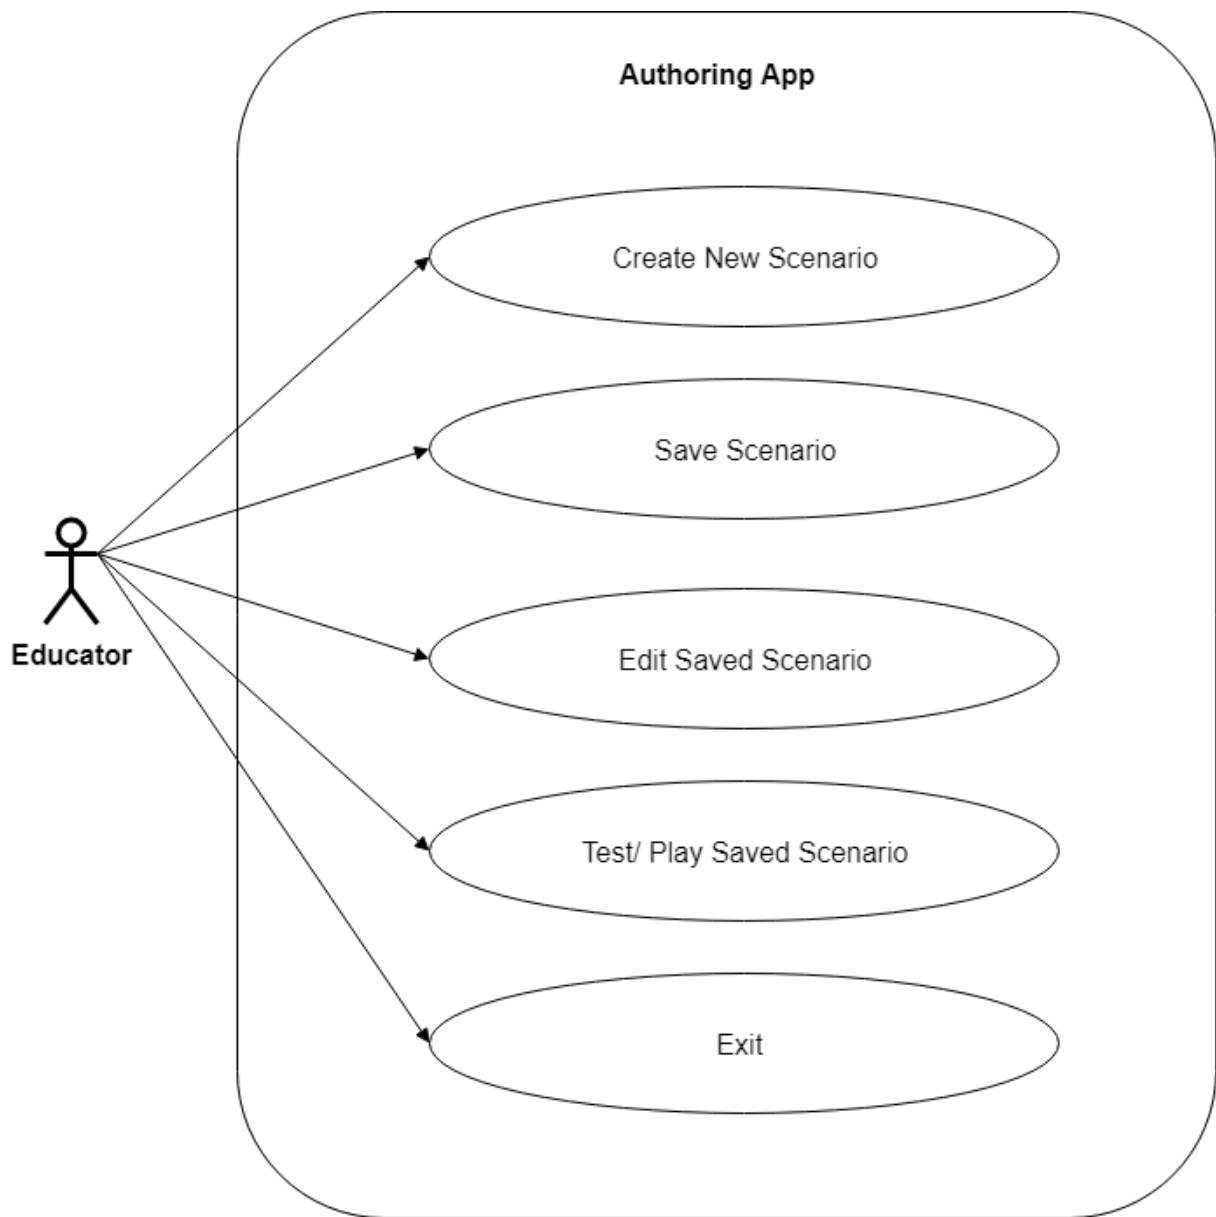 Authoring App
Create New Scenario
Save Scenario
Educator
Edit Saved Scenario
Test/ Play Saved Scenario
Exit